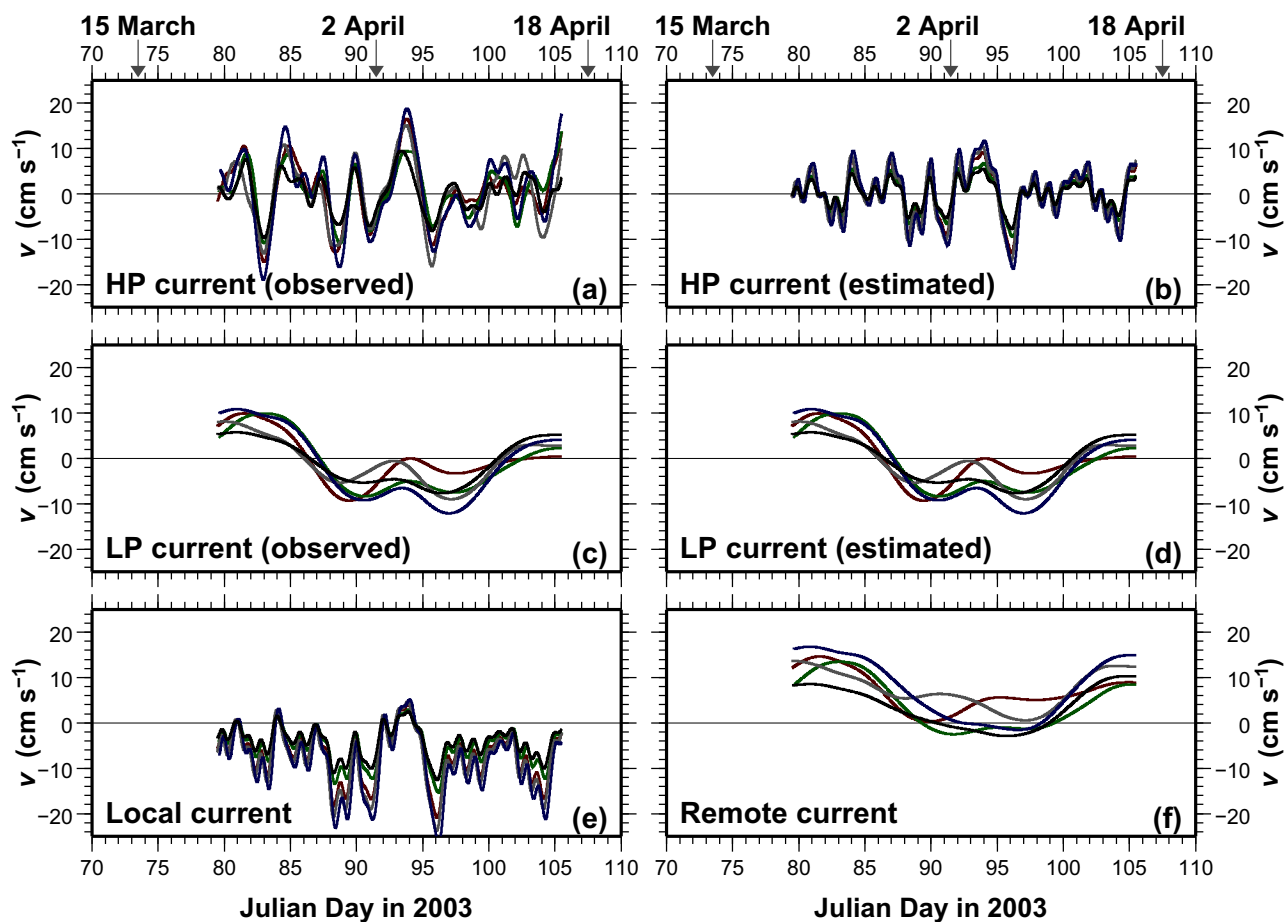 15 March 2 April 18 April 15 March 2 April 18 April
70 75 80 85 90 95 100 105 110 70 75 80 85 90 95 100 105 110
20
10
0
−10
−20
v (cm s⁻¹)
HP current (observed) (a)
HP current (estimated) (b)
20
10
0
−10
−20
v (cm s⁻¹)
20
10
0
−10
−20
v (cm s⁻¹)
LP current (observed) (c)
LP current (estimated) (d)
20
10
0
−10
−20
v (cm s⁻¹)
20
10
0
−10
−20
v (cm s⁻¹)
Local current (e)
Remote current (f)
20
10
0
−10
−20
v (cm s⁻¹)
70 75 80 85 90 95 100 105 110 70 75 80 85 90 95 100 105 110
Julian Day in 2003 Julian Day in 2003